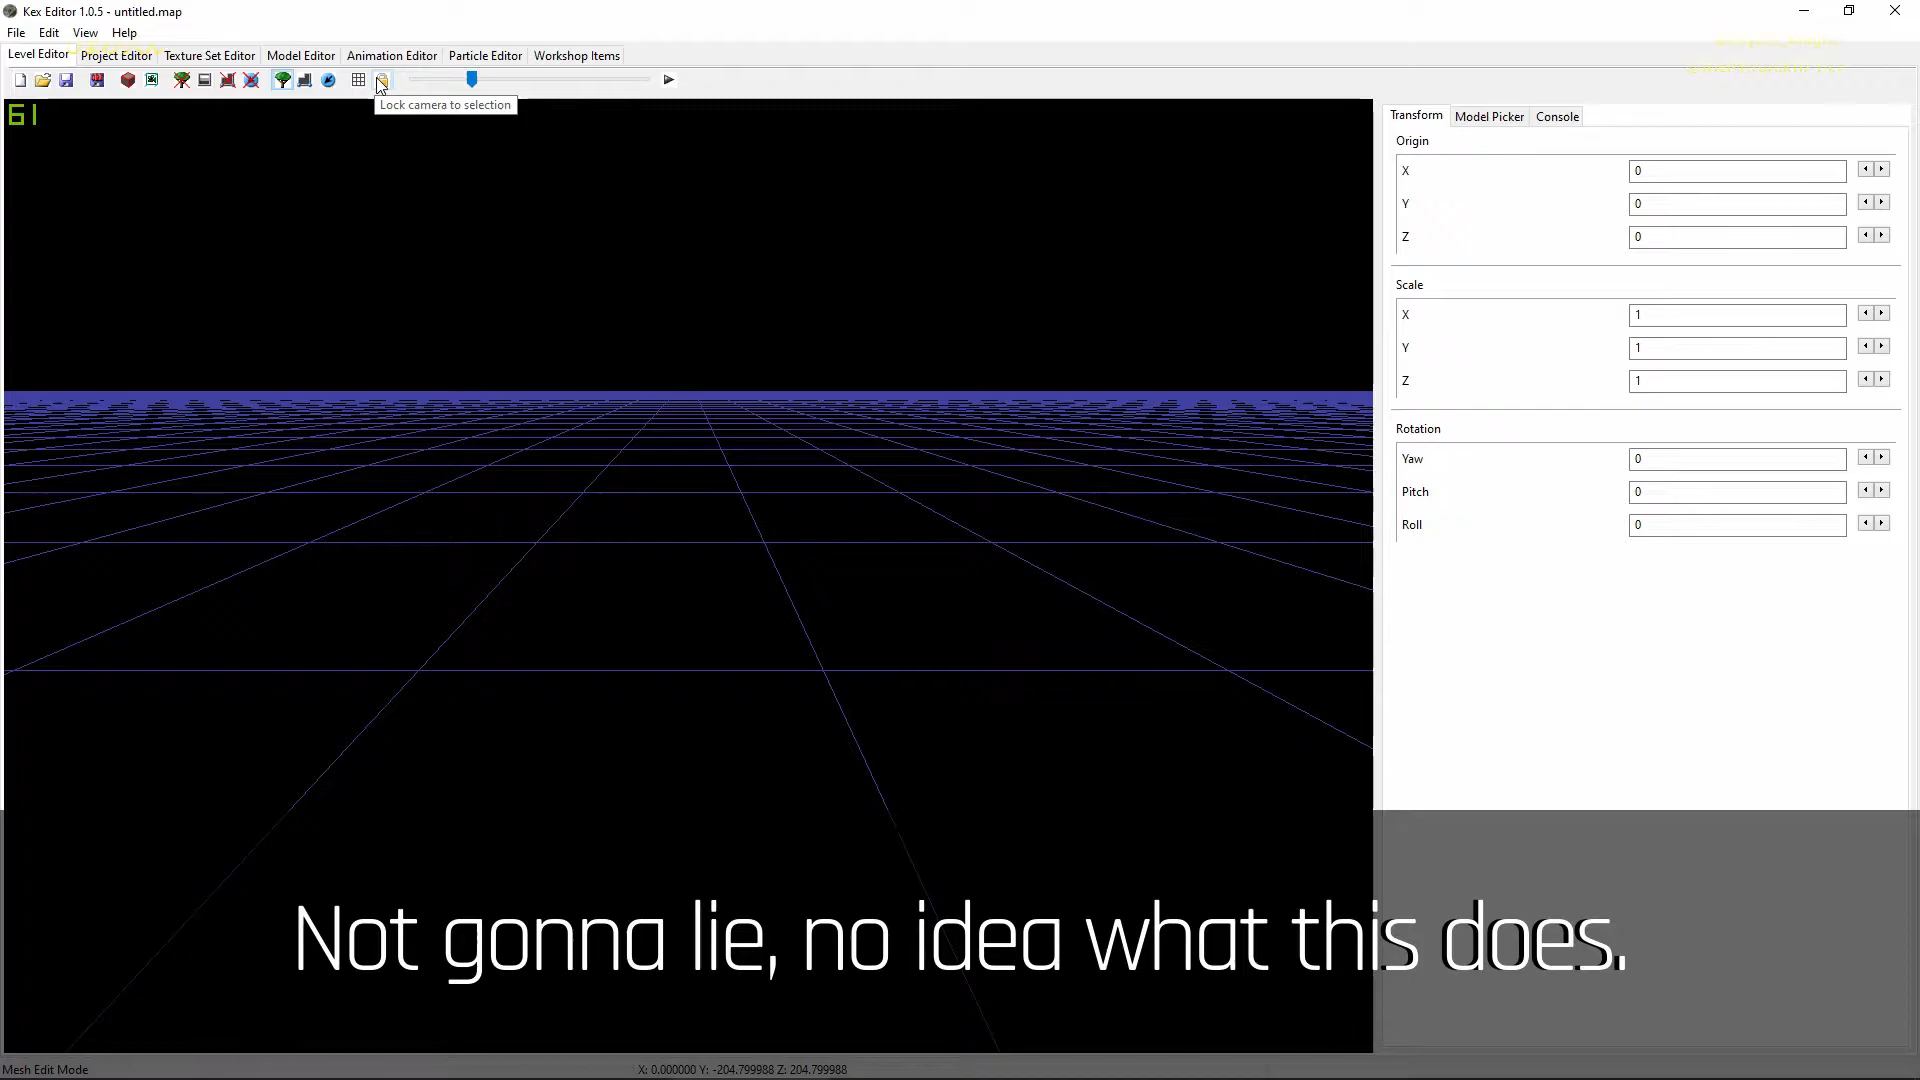 Kex Editor 1.0.5 - untitled.map
File Edit View Help
Level Editor Project Editor Texture Set Editor Model Editor Animation Editor Particle Editor Workshop Items
Lock camera to selection
61
Transform Model Picker Console
Origin
X 0
Y 0
Z 0
Scale
X 1
Y 1
Z 1
Rotation
Yaw 0
Pitch 0
Roll 0
Not gonna lie, no idea what this does.
Mesh Edit Mode X: 0.000000 Y: -204.799988 Z: 204.799988